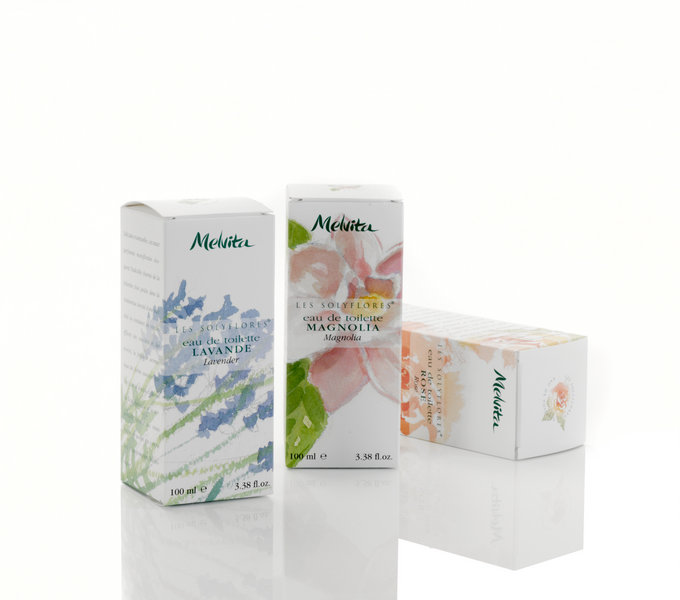 Melvita
LES SOLYFLORES®
eau de toilette
LAVANDE
Lavender
100 ml ℮ 3.38 fl.oz.
Melvita
LES SOLYFLORES®
eau de toilette
MAGNOLIA
Magnolia
100 ml ℮ 3.38 fl.oz.
Melvita
LES SOLYFLORES®
eau de toilette
ROSE
Rose